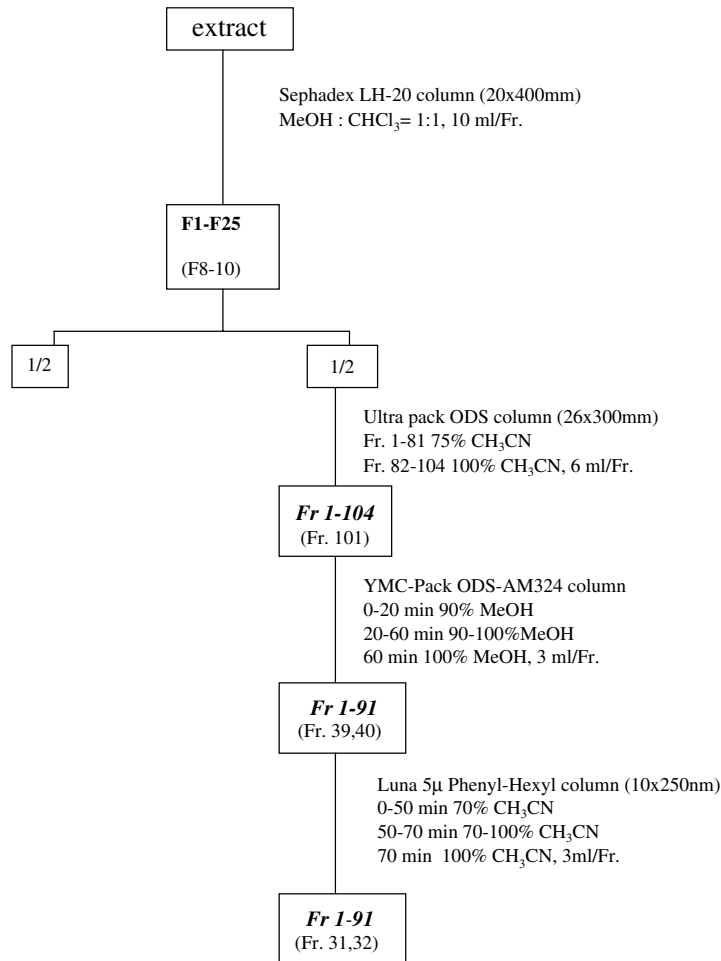 extract
Sephadex LH-20 column (20x400mm)
MeOH : CHCl₃= 1:1, 10 ml/Fr.
F1-F25
(F8-10)
1/2
1/2
Ultra pack ODS column (26x300mm)
Fr. 1-81 75% CH₃CN
Fr. 82-104 100% CH₃CN, 6 ml/Fr.
Fr 1-104
(Fr. 101)
YMC-Pack ODS-AM324 column
0-20 min 90% MeOH
20-60 min 90-100%MeOH
60 min 100% MeOH, 3 ml/Fr.
Fr 1-91
(Fr. 39,40)
Luna 5μ Phenyl-Hexyl column (10x250nm)
0-50 min 70% CH₃CN
50-70 min 70-100% CH₃CN
70 min 100% CH₃CN, 3ml/Fr.
Fr 1-91
(Fr. 31,32)